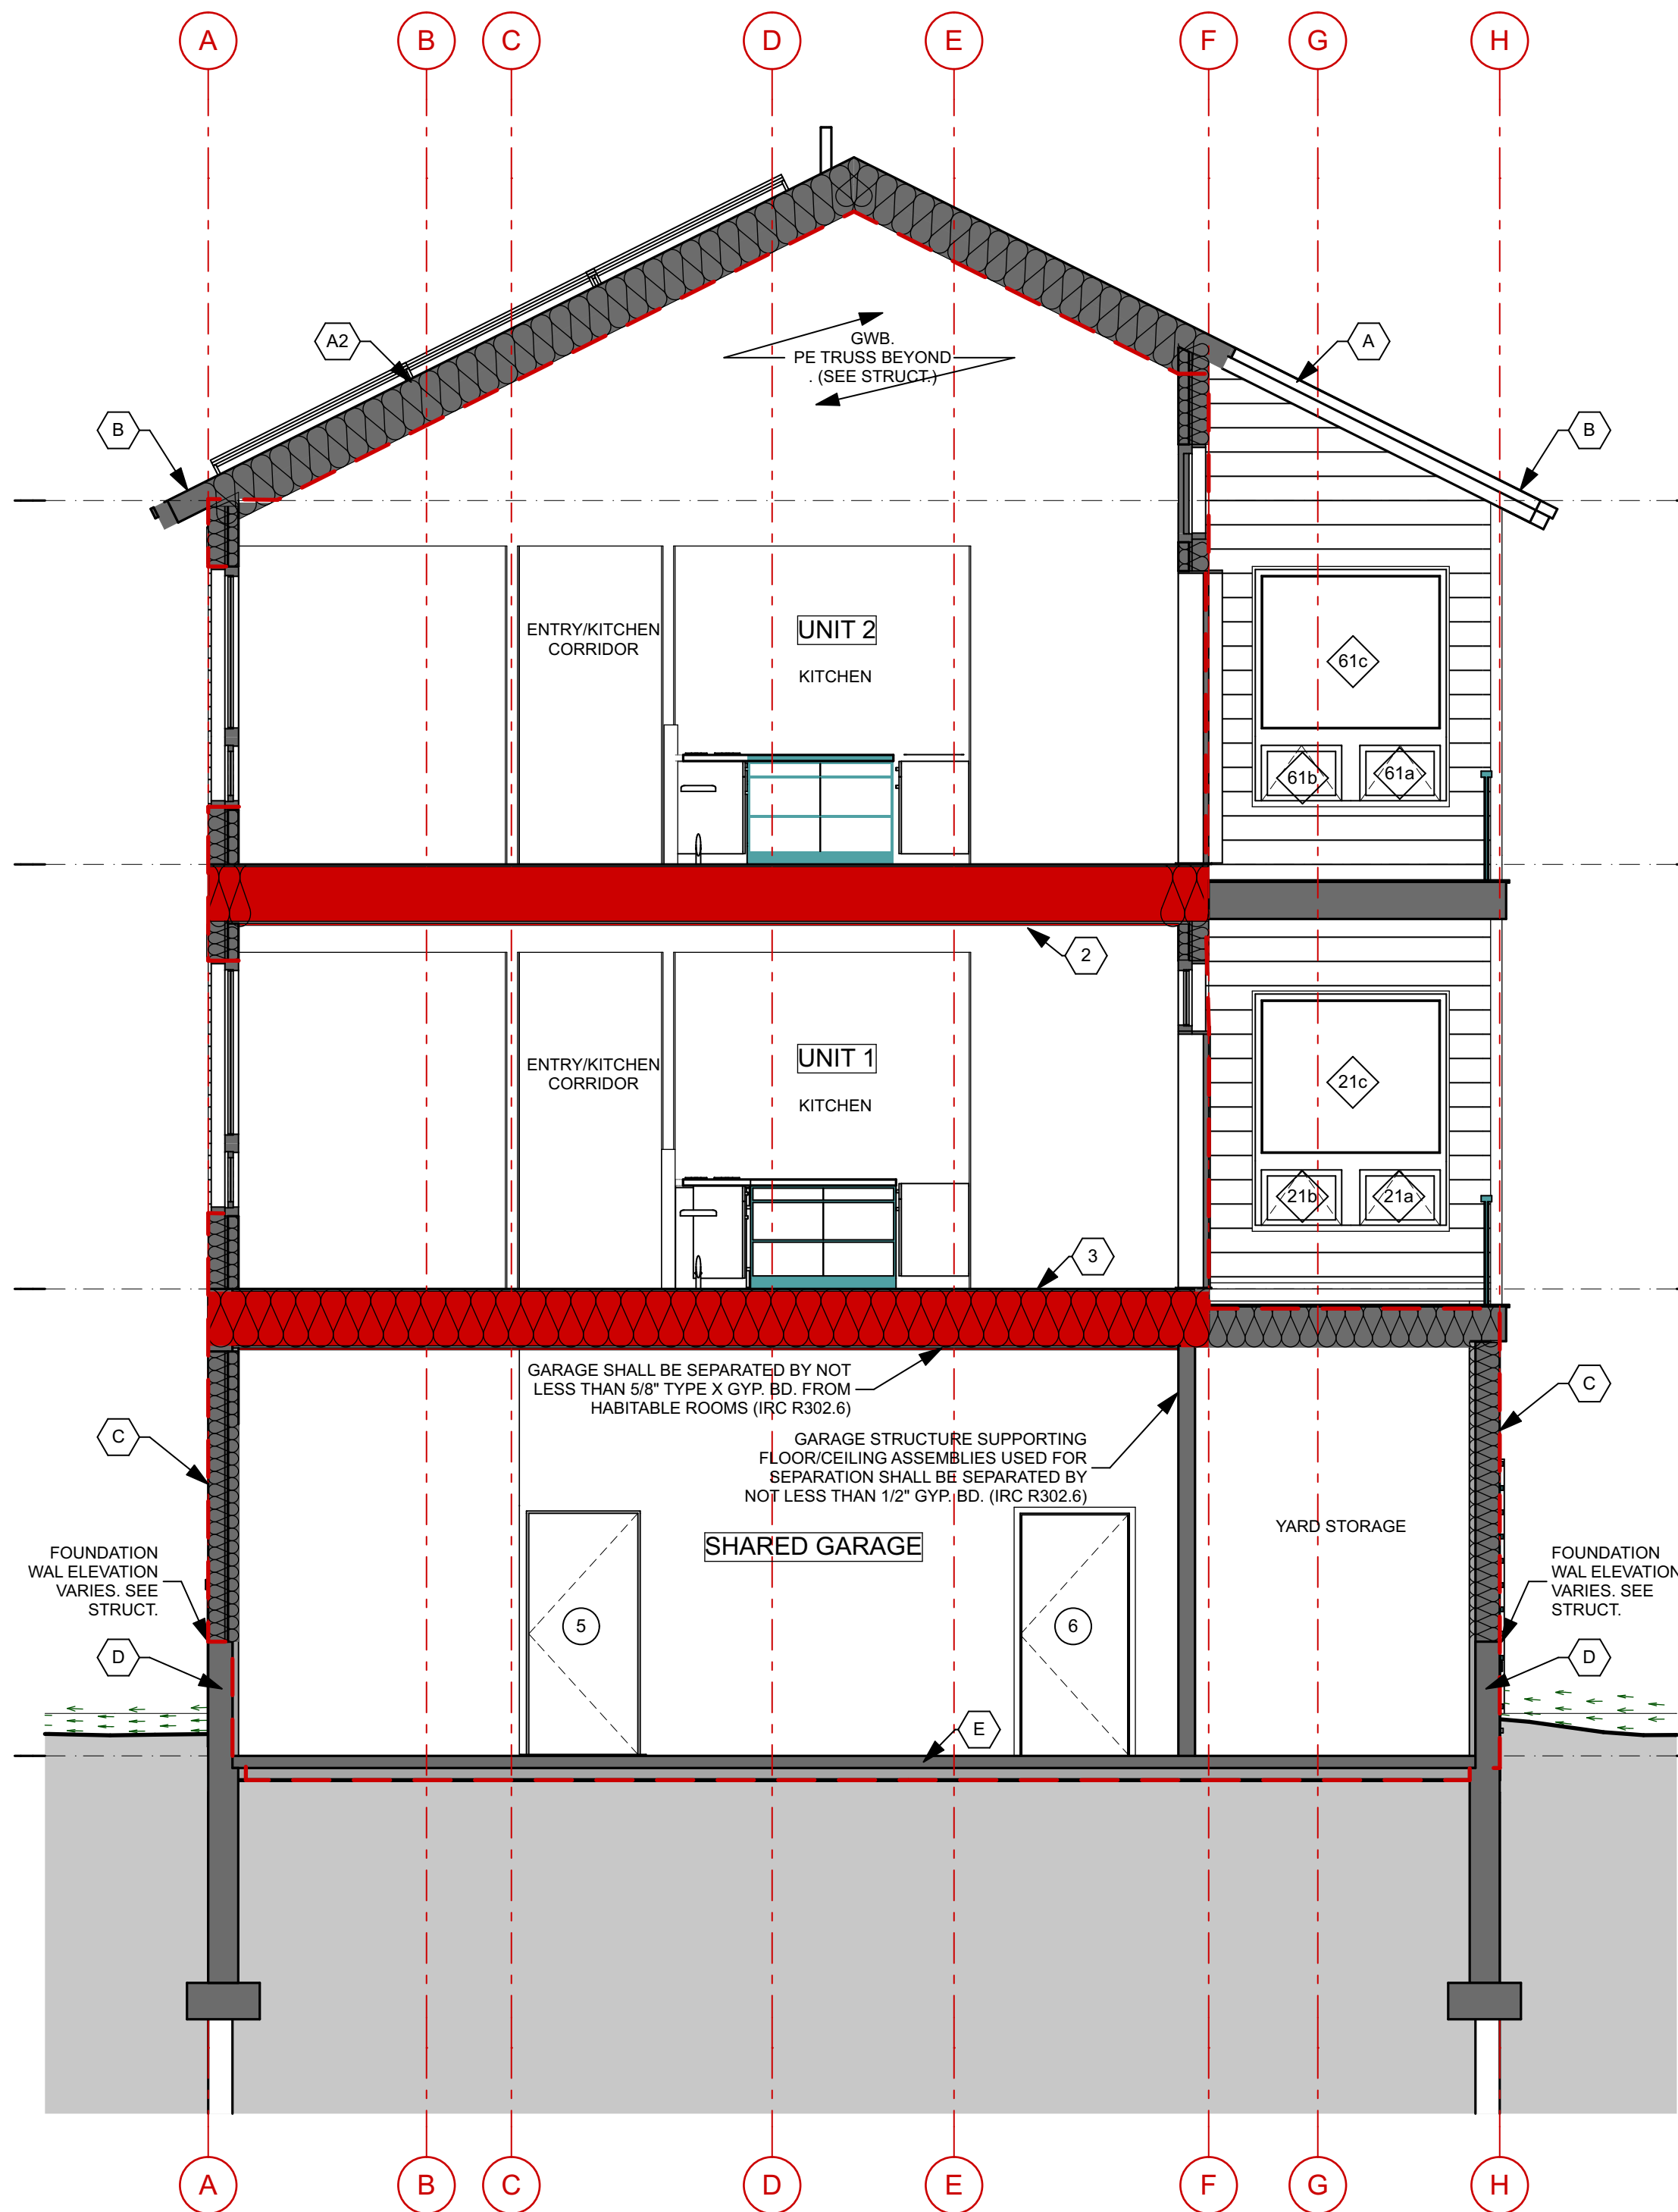 A B C D E F G H
A2
GWB.
PE TRUSS BEYOND
. (SEE STRUCT.)
A
B
B
ENTRY/KITCHEN
CORRIDOR
UNIT 2
KITCHEN
61c
61b
61a
2
ENTRY/KITCHEN
CORRIDOR
UNIT 1
KITCHEN
21c
21b
21a
3
GARAGE SHALL BE SEPARATED BY NOT
LESS THAN 5/8" TYPE X GYP. BD. FROM
HABITABLE ROOMS (IRC R302.6)
C
C
GARAGE STRUCTURE SUPPORTING
FLOOR/CEILING ASSEMBLIES USED FOR
SEPARATION SHALL BE SEPARATED BY
NOT LESS THAN 1/2" GYP. BD. (IRC R302.6)
SHARED GARAGE
YARD STORAGE
FOUNDATION
WAL ELEVATION
VARIES. SEE
STRUCT.
FOUNDATION
WAL ELEVATION
VARIES. SEE
STRUCT.
5
6
D
D
E
A B C D E F G H